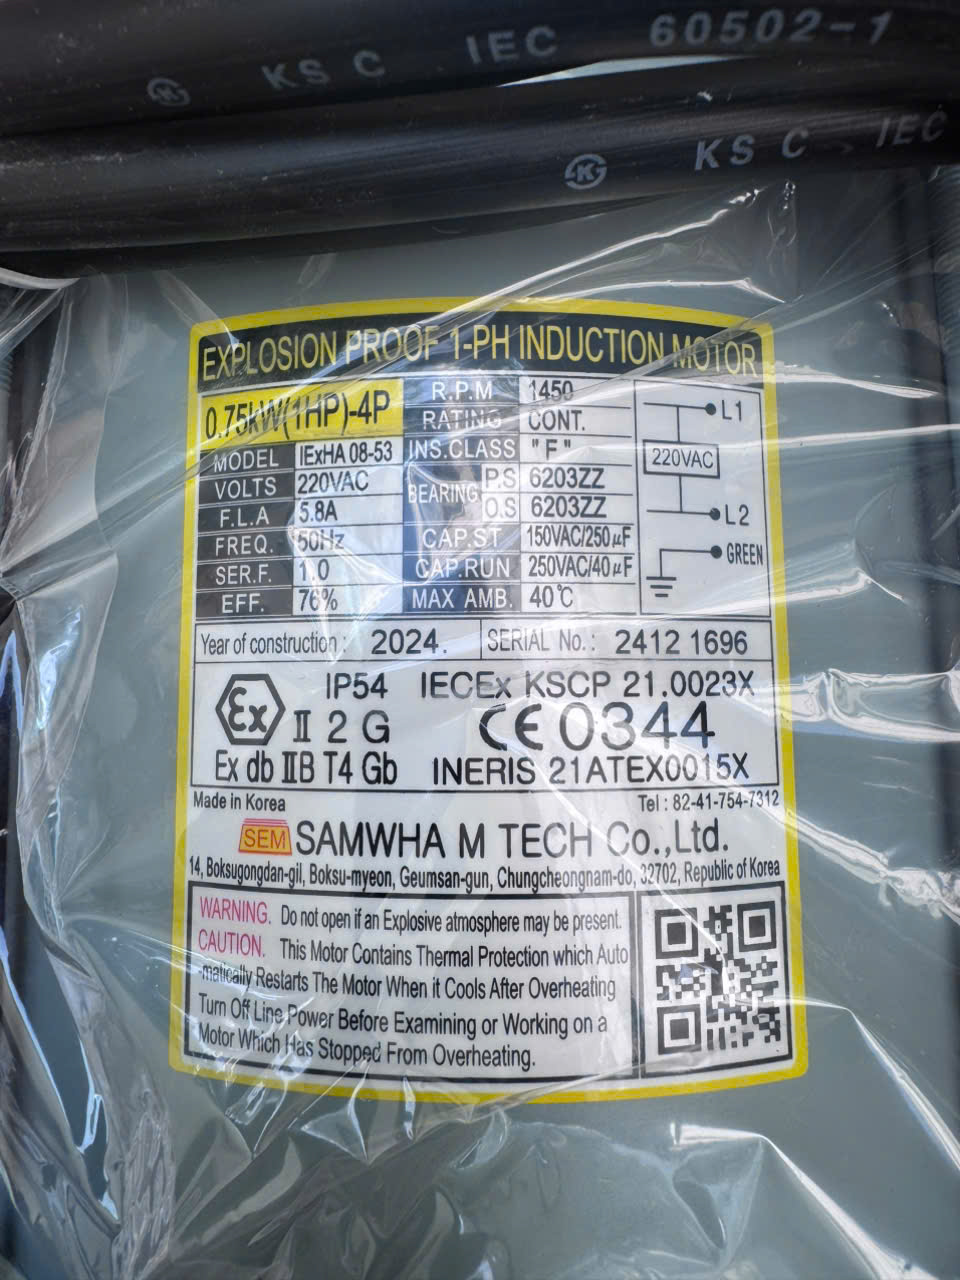 KS C IEC 60502-1
KS C IEC
EXPLOSION PROOF 1-PH INDUCTION MOTOR
0.75kW(1HP)-4P
MODEL IExHA 08-53
VOLTS 220VAC
F.L.A 5.8A
FREQ. 50Hz
SER.F. 1.0
EFF. 76%
R.P.M 1450
RATING CONT.
INS.CLASS "F"
BEARING P.S 6203ZZ
O.S 6203ZZ
CAP.ST 150VAC/250μF
CAP.RUN 250VAC/40μF
MAX AMB. 40℃
L1
220VAC
L2
GREEN
Year of construction : 2024. SERIAL No.: 2412 1696
IP54 IECEx KSCP 21.0023X
Ex II 2 G CE 0344
Ex db IIB T4 Gb INERIS 21ATEX0015X
Made in Korea Tel : 82-41-754-7312
SEM SAMWHA M TECH Co.,Ltd.
14, Boksugongdan-gil, Boksu-myeon, Geumsan-gun, Chungcheongnam-do, 32702, Republic of Korea
WARNING. Do not open if an Explosive atmosphere may be present.
CAUTION. This Motor Contains Thermal Protection which Auto
-matically Restarts The Motor When it Cools After Overheating
Turn Off Line Power Before Examining or Working on a
Motor Which Has Stopped From Overheating.